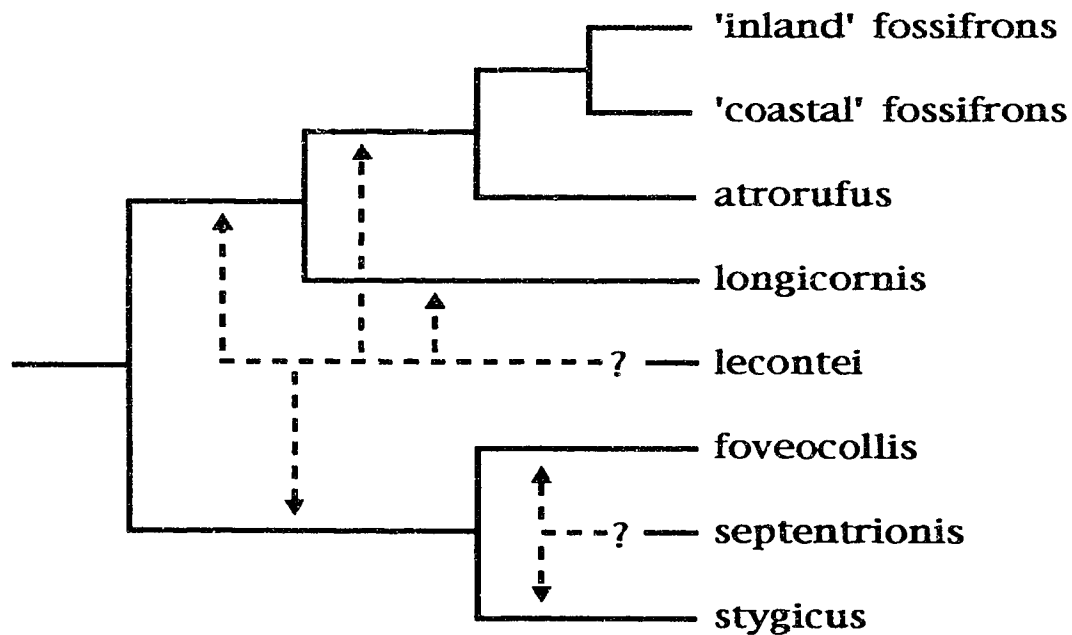 'inland' fossifrons
'coastal' fossifrons
atrorufus
longicornis
? lecontei
foveocollis
? septentrionis
stygicus